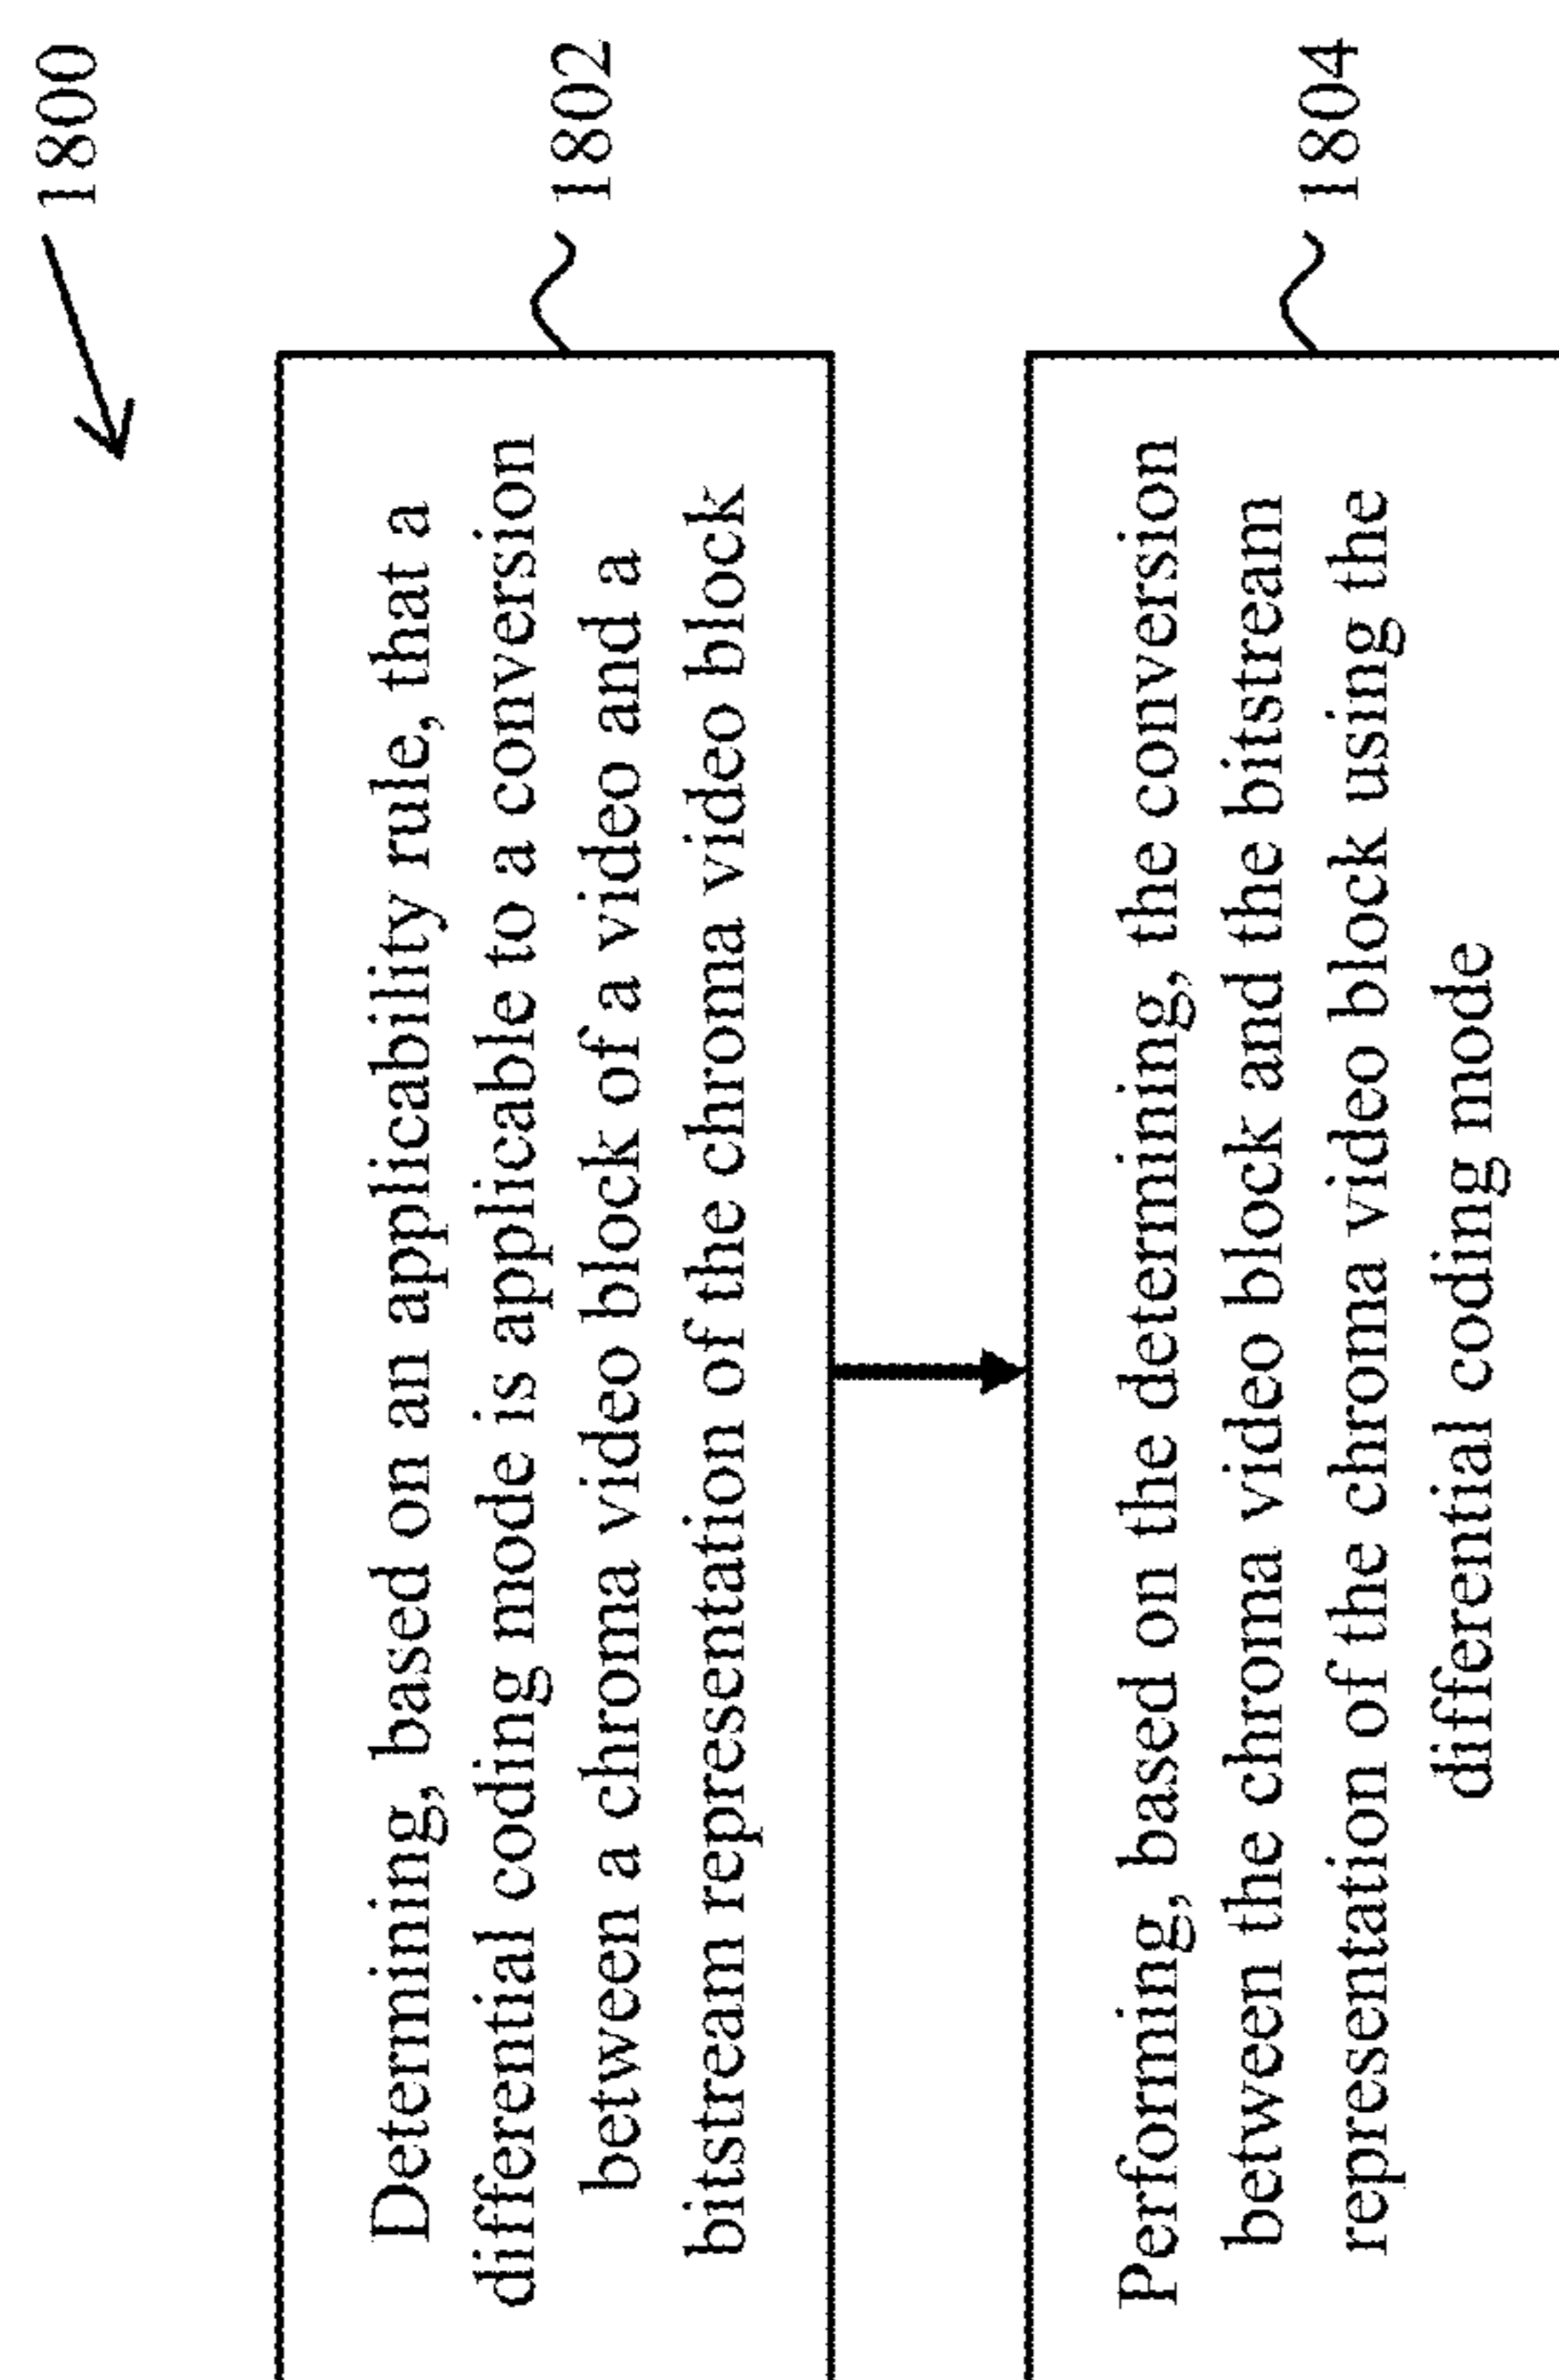 1800
Determining, based on an applicability rule, that a
differential coding mode is applicable to a conversion
between a chroma video block of a video and a
bitstream representation of the chroma video block
1802
Performing, based on the determining, the conversion
between the chroma video block and the bitstream
representation of the chroma video block using the
differential coding mode
1804